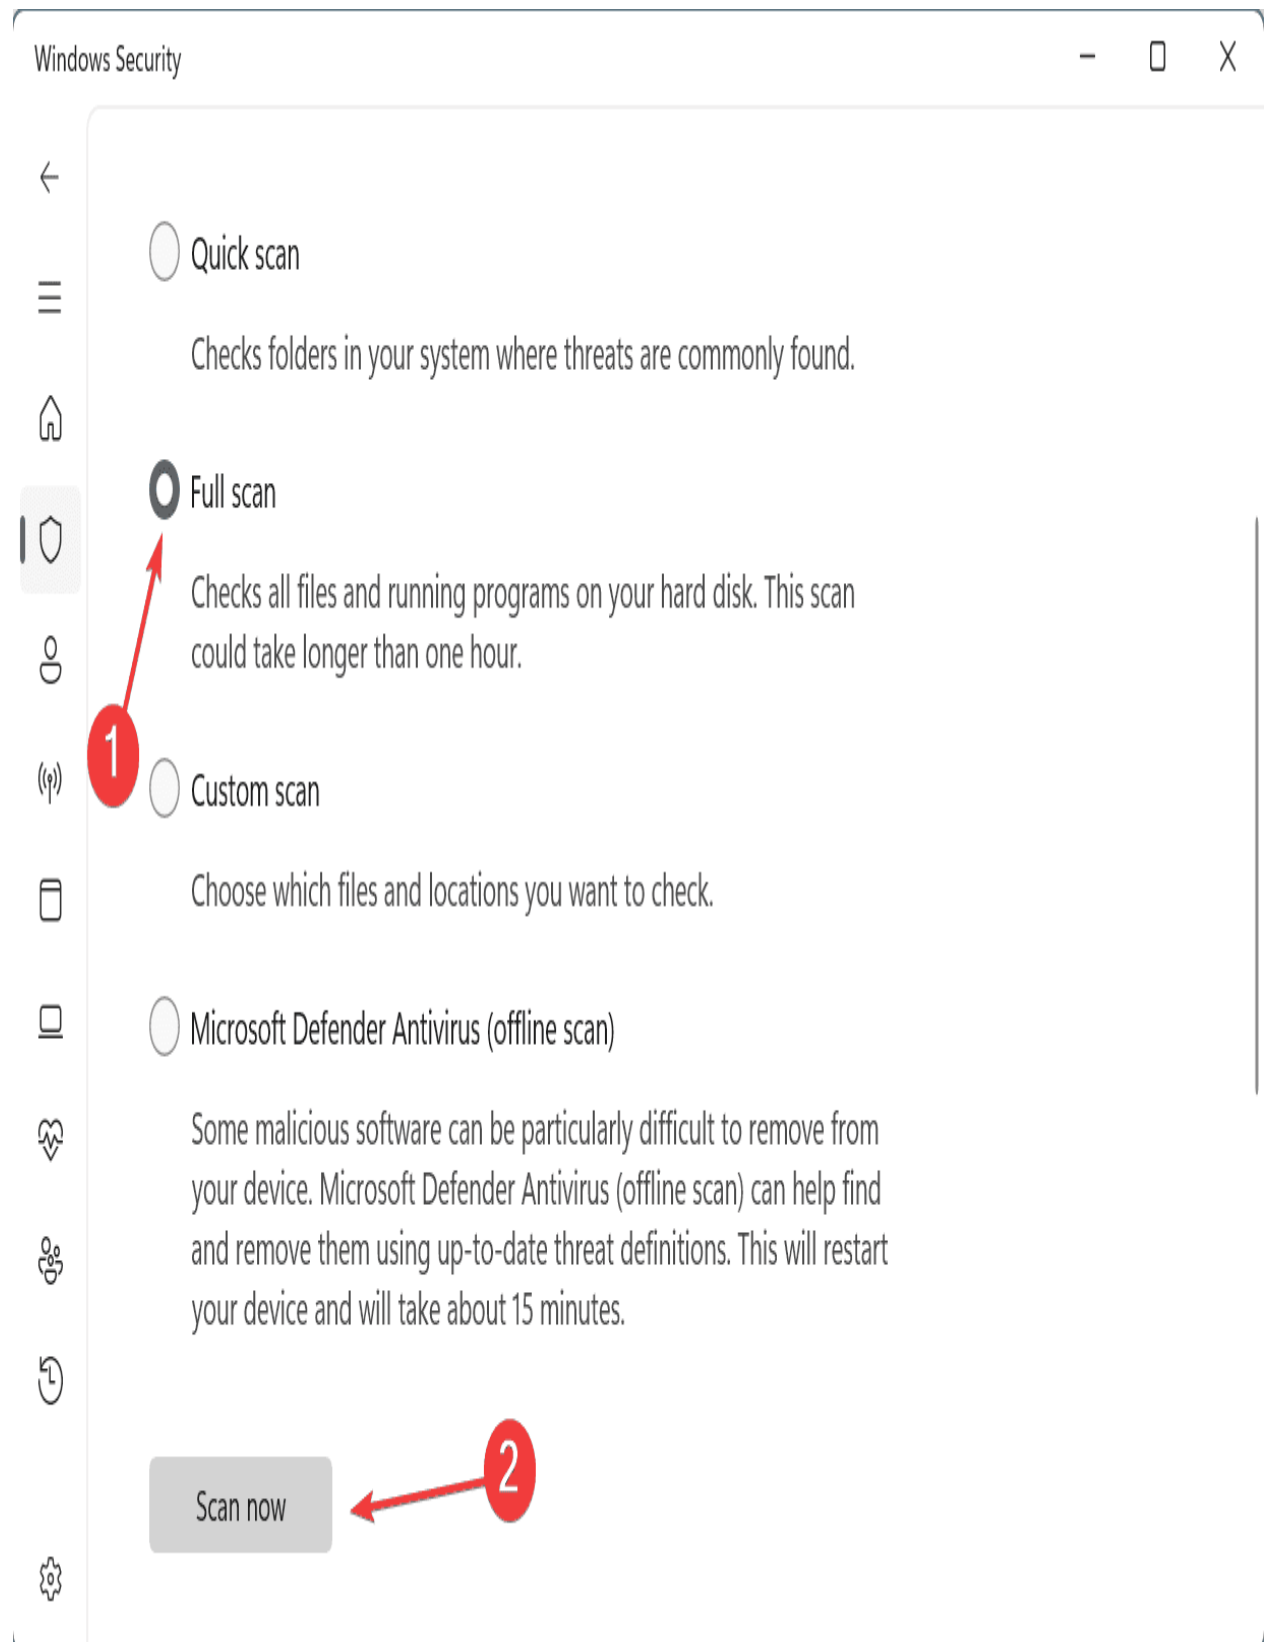 Windows Security
Quick scan
Checks folders in your system where threats are commonly found.
Full scan
Checks all files and running programs on your hard disk. This scan
could take longer than one hour.
1
Custom scan
Choose which files and locations you want to check.
Microsoft Defender Antivirus (offline scan)
Some malicious software can be particularly difficult to remove from
your device. Microsoft Defender Antivirus (offline scan) can help find
and remove them using up-to-date threat definitions. This will restart
your device and will take about 15 minutes.
2
Scan now